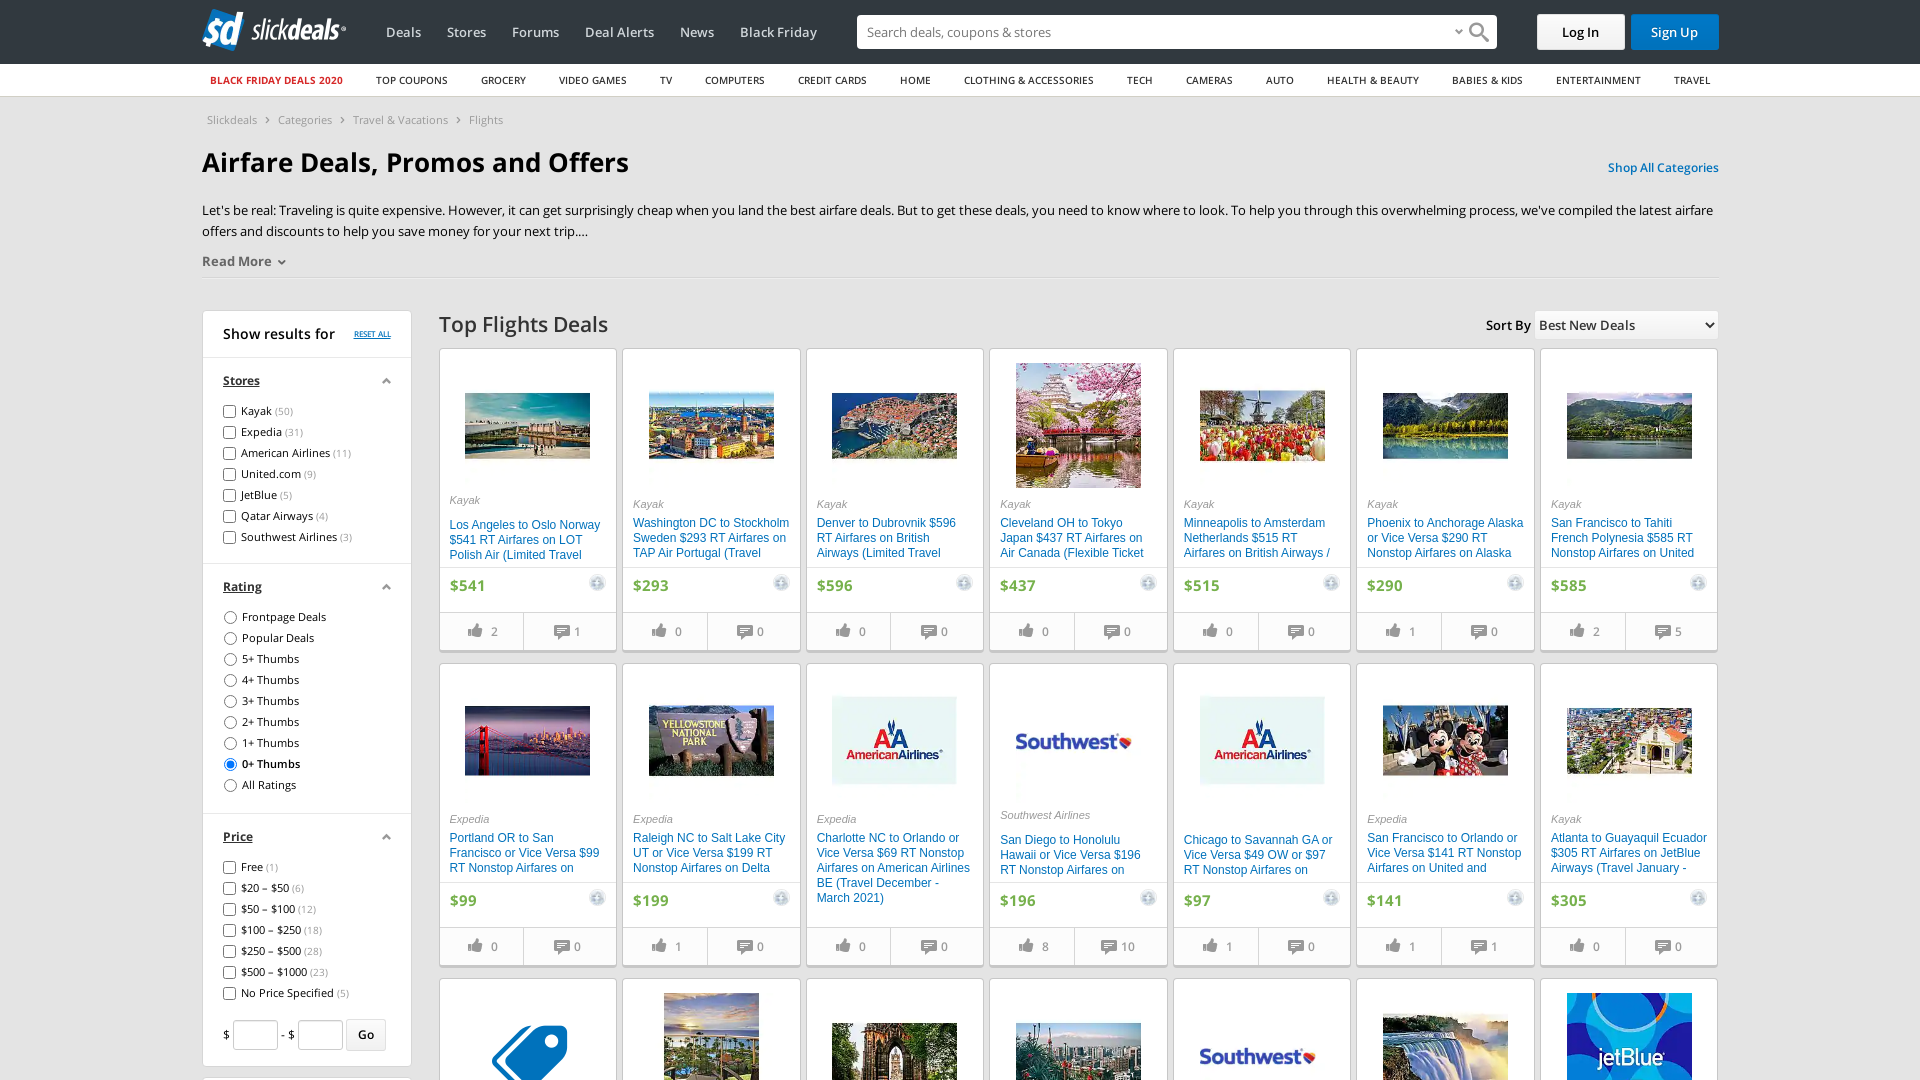 sd slickdeals
Deals
Stores
Forums
Deal Alerts
News
Black Friday
Search deals, coupons & stores
Log In
Sign Up
BLACK FRIDAY DEALS 2020
TOP COUPONS
GROCERY
VIDEO GAMES
TV
COMPUTERS
CREDIT CARDS
HOME
CLOTHING & ACCESSORIES
TECH
CAMERAS
AUTO
HEALTH & BEAUTY
BABIES & KIDS
ENTERTAINMENT
TRAVEL
Slickdeals > Categories > Travel & Vacations > Flights
Airfare Deals, Promos and Offers
Shop All Categories
Let's be real: Traveling is quite expensive. However, it can get surprisingly cheap when you land the best airfare deals. But to get these deals, you need to know where to look. To help you through this overwhelming process, we've compiled the latest airfare
offers and discounts to help you save money for your next trip....
Read More
Show results for
RESET ALL
Stores
Kayak (50)
Expedia (31)
American Airlines (11)
United.com (9)
JetBlue (5)
Qatar Airways (4)
Southwest Airlines (3)
Rating
Frontpage Deals
Popular Deals
5+ Thumbs
4+ Thumbs
3+ Thumbs
2+ Thumbs
1+ Thumbs
0+ Thumbs
All Ratings
Price
Free (1)
$20 – $50 (6)
$50 – $100 (12)
$100 – $250 (18)
$250 – $500 (28)
$500 – $1000 (23)
No Price Specified (5)
$ - $ Go
Top Flights Deals
Sort By Best New Deals
Kayak
Los Angeles to Oslo Norway
$541 RT Airfares on LOT
Polish Air (Limited Travel
$541
2
1
Kayak
Washington DC to Stockholm
Sweden $293 RT Airfares on
TAP Air Portugal (Travel
$293
0
0
Kayak
Denver to Dubrovnik $596
RT Airfares on British
Airways (Limited Travel
$596
0
0
Kayak
Cleveland OH to Tokyo
Japan $437 RT Airfares on
Air Canada (Flexible Ticket
$437
0
0
Kayak
Minneapolis to Amsterdam
Netherlands $515 RT
Airfares on British Airways /
$515
0
0
Kayak
Phoenix to Anchorage Alaska
or Vice Versa $290 RT
Nonstop Airfares on Alaska
$290
1
0
Kayak
San Francisco to Tahiti
French Polynesia $585 RT
Nonstop Airfares on United
$585
2
5
Expedia
Portland OR to San
Francisco or Vice Versa $99
RT Nonstop Airfares on
$99
0
0
YELLOWSTONE
NATIONAL
PARK
Expedia
Raleigh NC to Salt Lake City
UT or Vice Versa $199 RT
Nonstop Airfares on Delta
$199
1
0
AA
AmericanAirlines
Expedia
Charlotte NC to Orlando or
Vice Versa $69 RT Nonstop
Airfares on American Airlines
BE (Travel December -
March 2021)
0
0
Southwest
Southwest Airlines
San Diego to Honolulu
Hawaii or Vice Versa $196
RT Nonstop Airfares on
$196
8
10
AA
AmericanAirlines
Chicago to Savannah GA or
Vice Versa $49 OW or $97
RT Nonstop Airfares on
$97
1
0
Expedia
San Francisco to Orlando or
Vice Versa $141 RT Nonstop
Airfares on United and
$141
1
1
Kayak
Atlanta to Guayaquil Ecuador
$305 RT Airfares on JetBlue
Airways (Travel January -
$305
0
0
Southwest
jetBlue